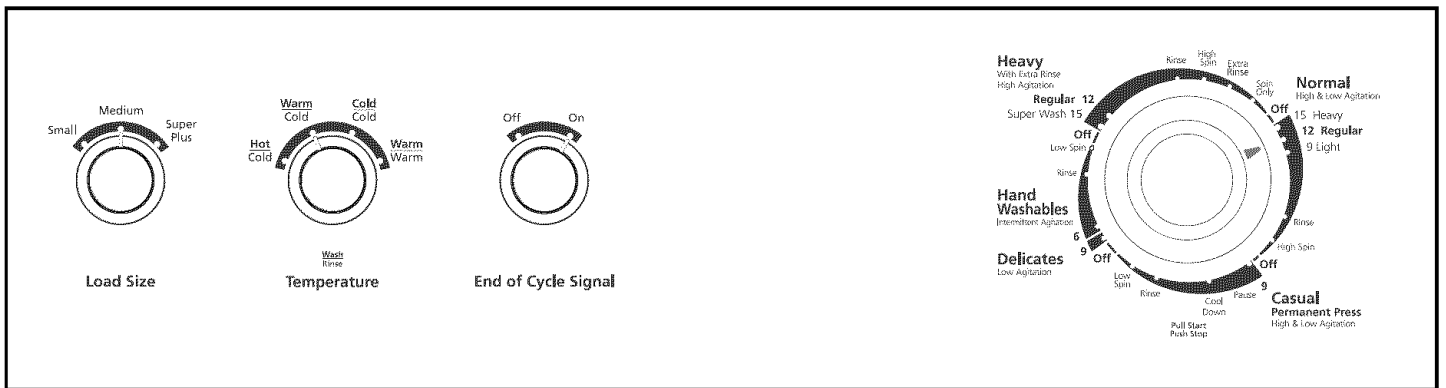 Small
Medium
Super
Plus
Load Size
Hot
Cold
Warm
Cold
Cold
Cold
Warm
Warm
Wash
Rinse
Temperature
Off
On
End of Cycle Signal
Heavy
With Extra Rinse
High Agitation
Regular 12
Super Wash 15
Rinse
High
Spin
Extra
Rinse
Spin
Only
Off
Normal
High & Low Agitation
15 Heavy
12 Regular
9 Light
Rinse
High Spin
Off
9
Casual
Permanent Press
High & Low Agitation
Pause
Cool
Down
Rinse
Low
Spin
Off
Pull Start
Push Stop
Off
Low Spin
Rinse
Hand
Washables
Intermittent Agitation
6
9
Delicates
Low Agitation